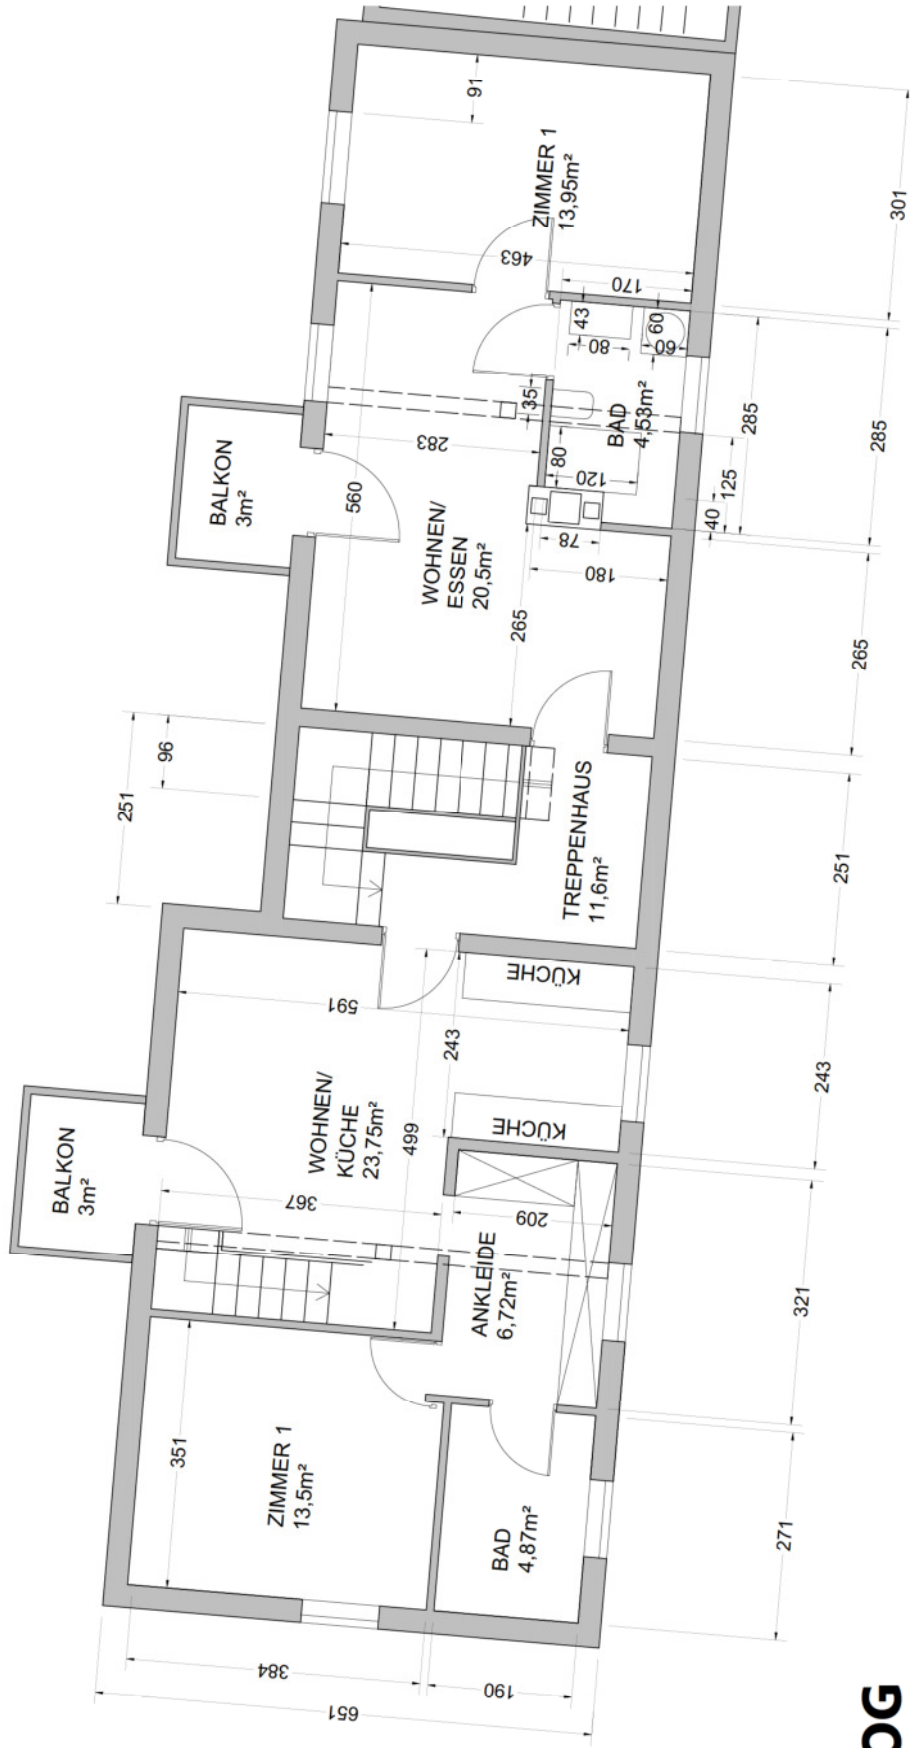 91
ZIMMER 1
13,95m²
301
463
170
43
80
60
60
35
BAD
4,53m²
285
285
283
BALKON
3m²
560
WOHNEN/
ESSEN
20,5m²
80
120
125
40
78
180
265
265
96
251
TREPPENHAUS
11,6m²
251
KÜCHE
591
243
243
WOHNEN/
KÜCHE
23,75m²
499
KÜCHE
BALKON
3m²
367
209
ANKLEIDE
6,72m²
321
351
ZIMMER 1
13,5m²
BAD
4,87m²
271
384
190
651
OG